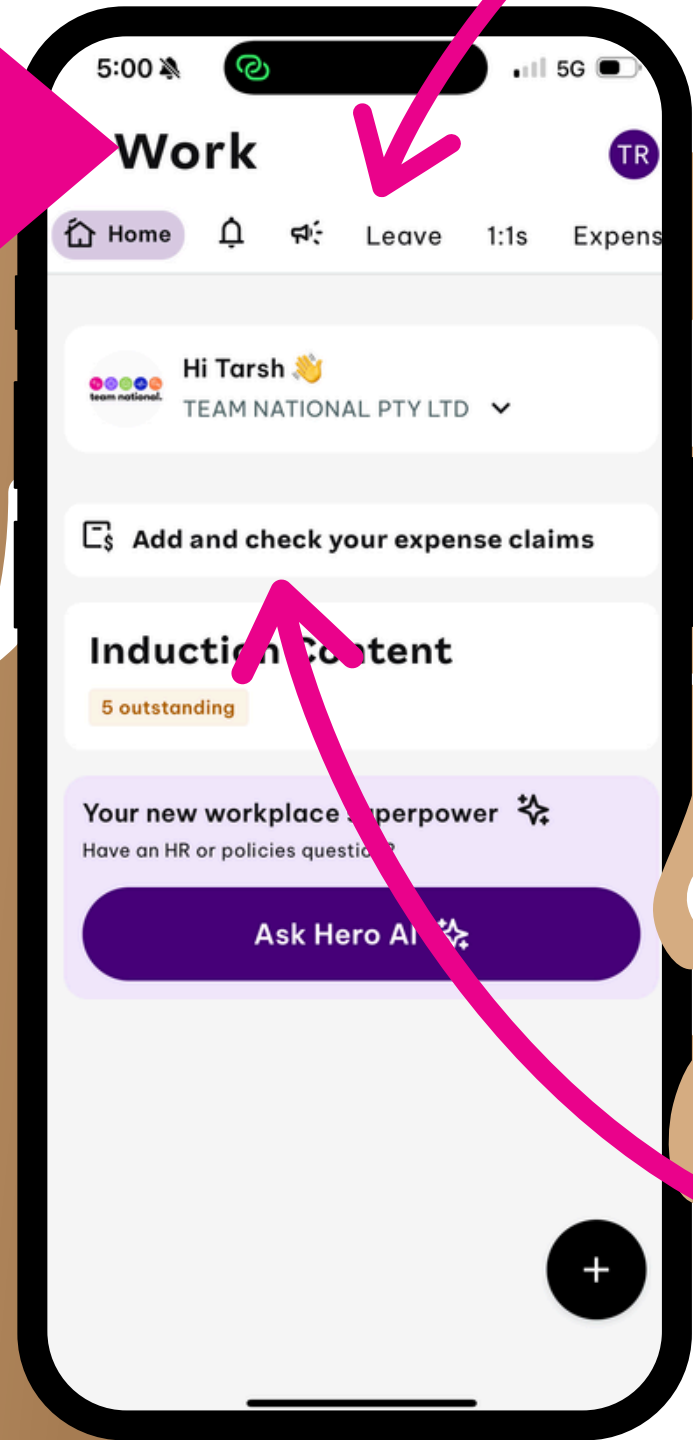 5:00
5G
Work
TR
Home
Leave
1:1s
Expens
Hi Tarsh 👋
team national.
TEAM NATIONAL PTY LTD
Add and check your expense claims
Induction Content
5 outstanding
Your new workplace superpower
Have an HR or policies question?
Ask Hero AI